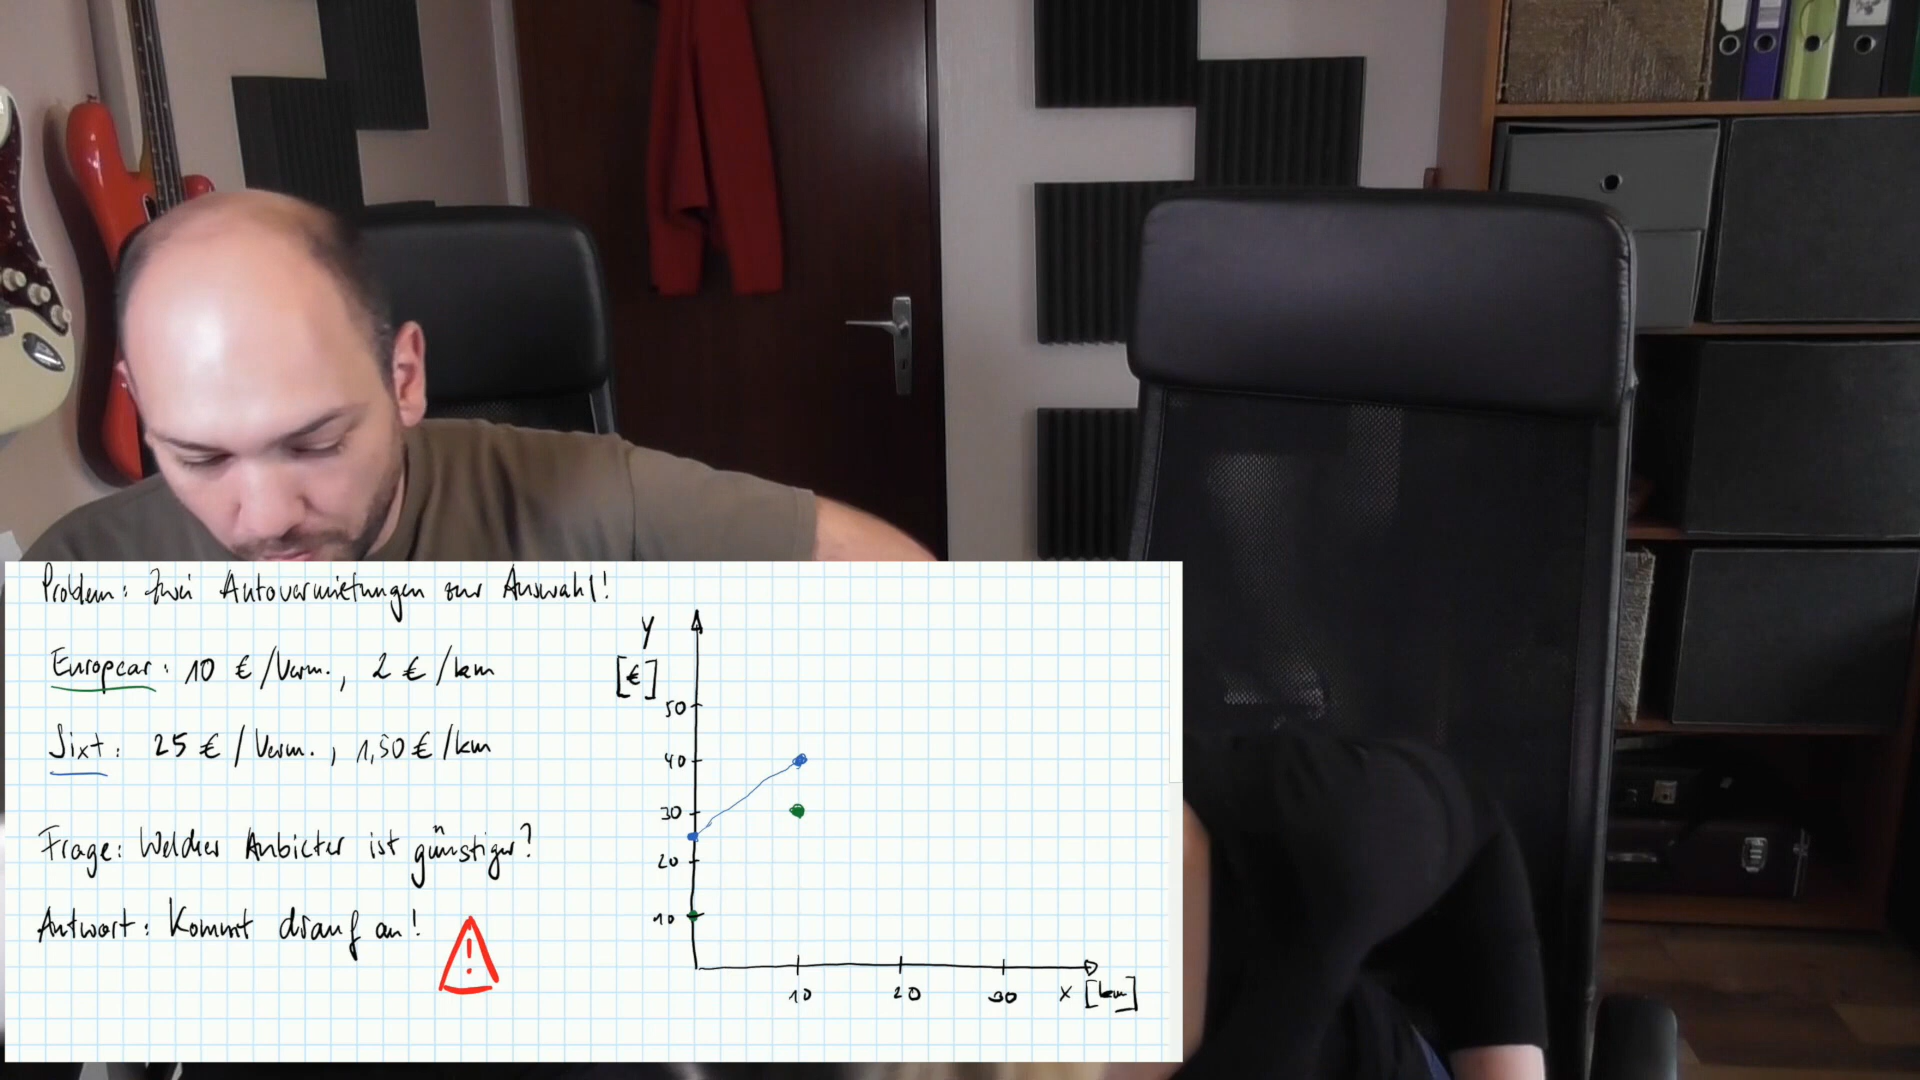 Problem: Zwei Autovermietungen zur Auswahl!
Europcar: 10 €/Verm., 2 €/km
Sixt: 25 €/Verm., 1,50 €/km
Frage: Welcher Anbieter ist günstiger?
Antwort: Kommt drauf an!
!
y
[€]
50
40
30
20
10
10 20 30 x [km]